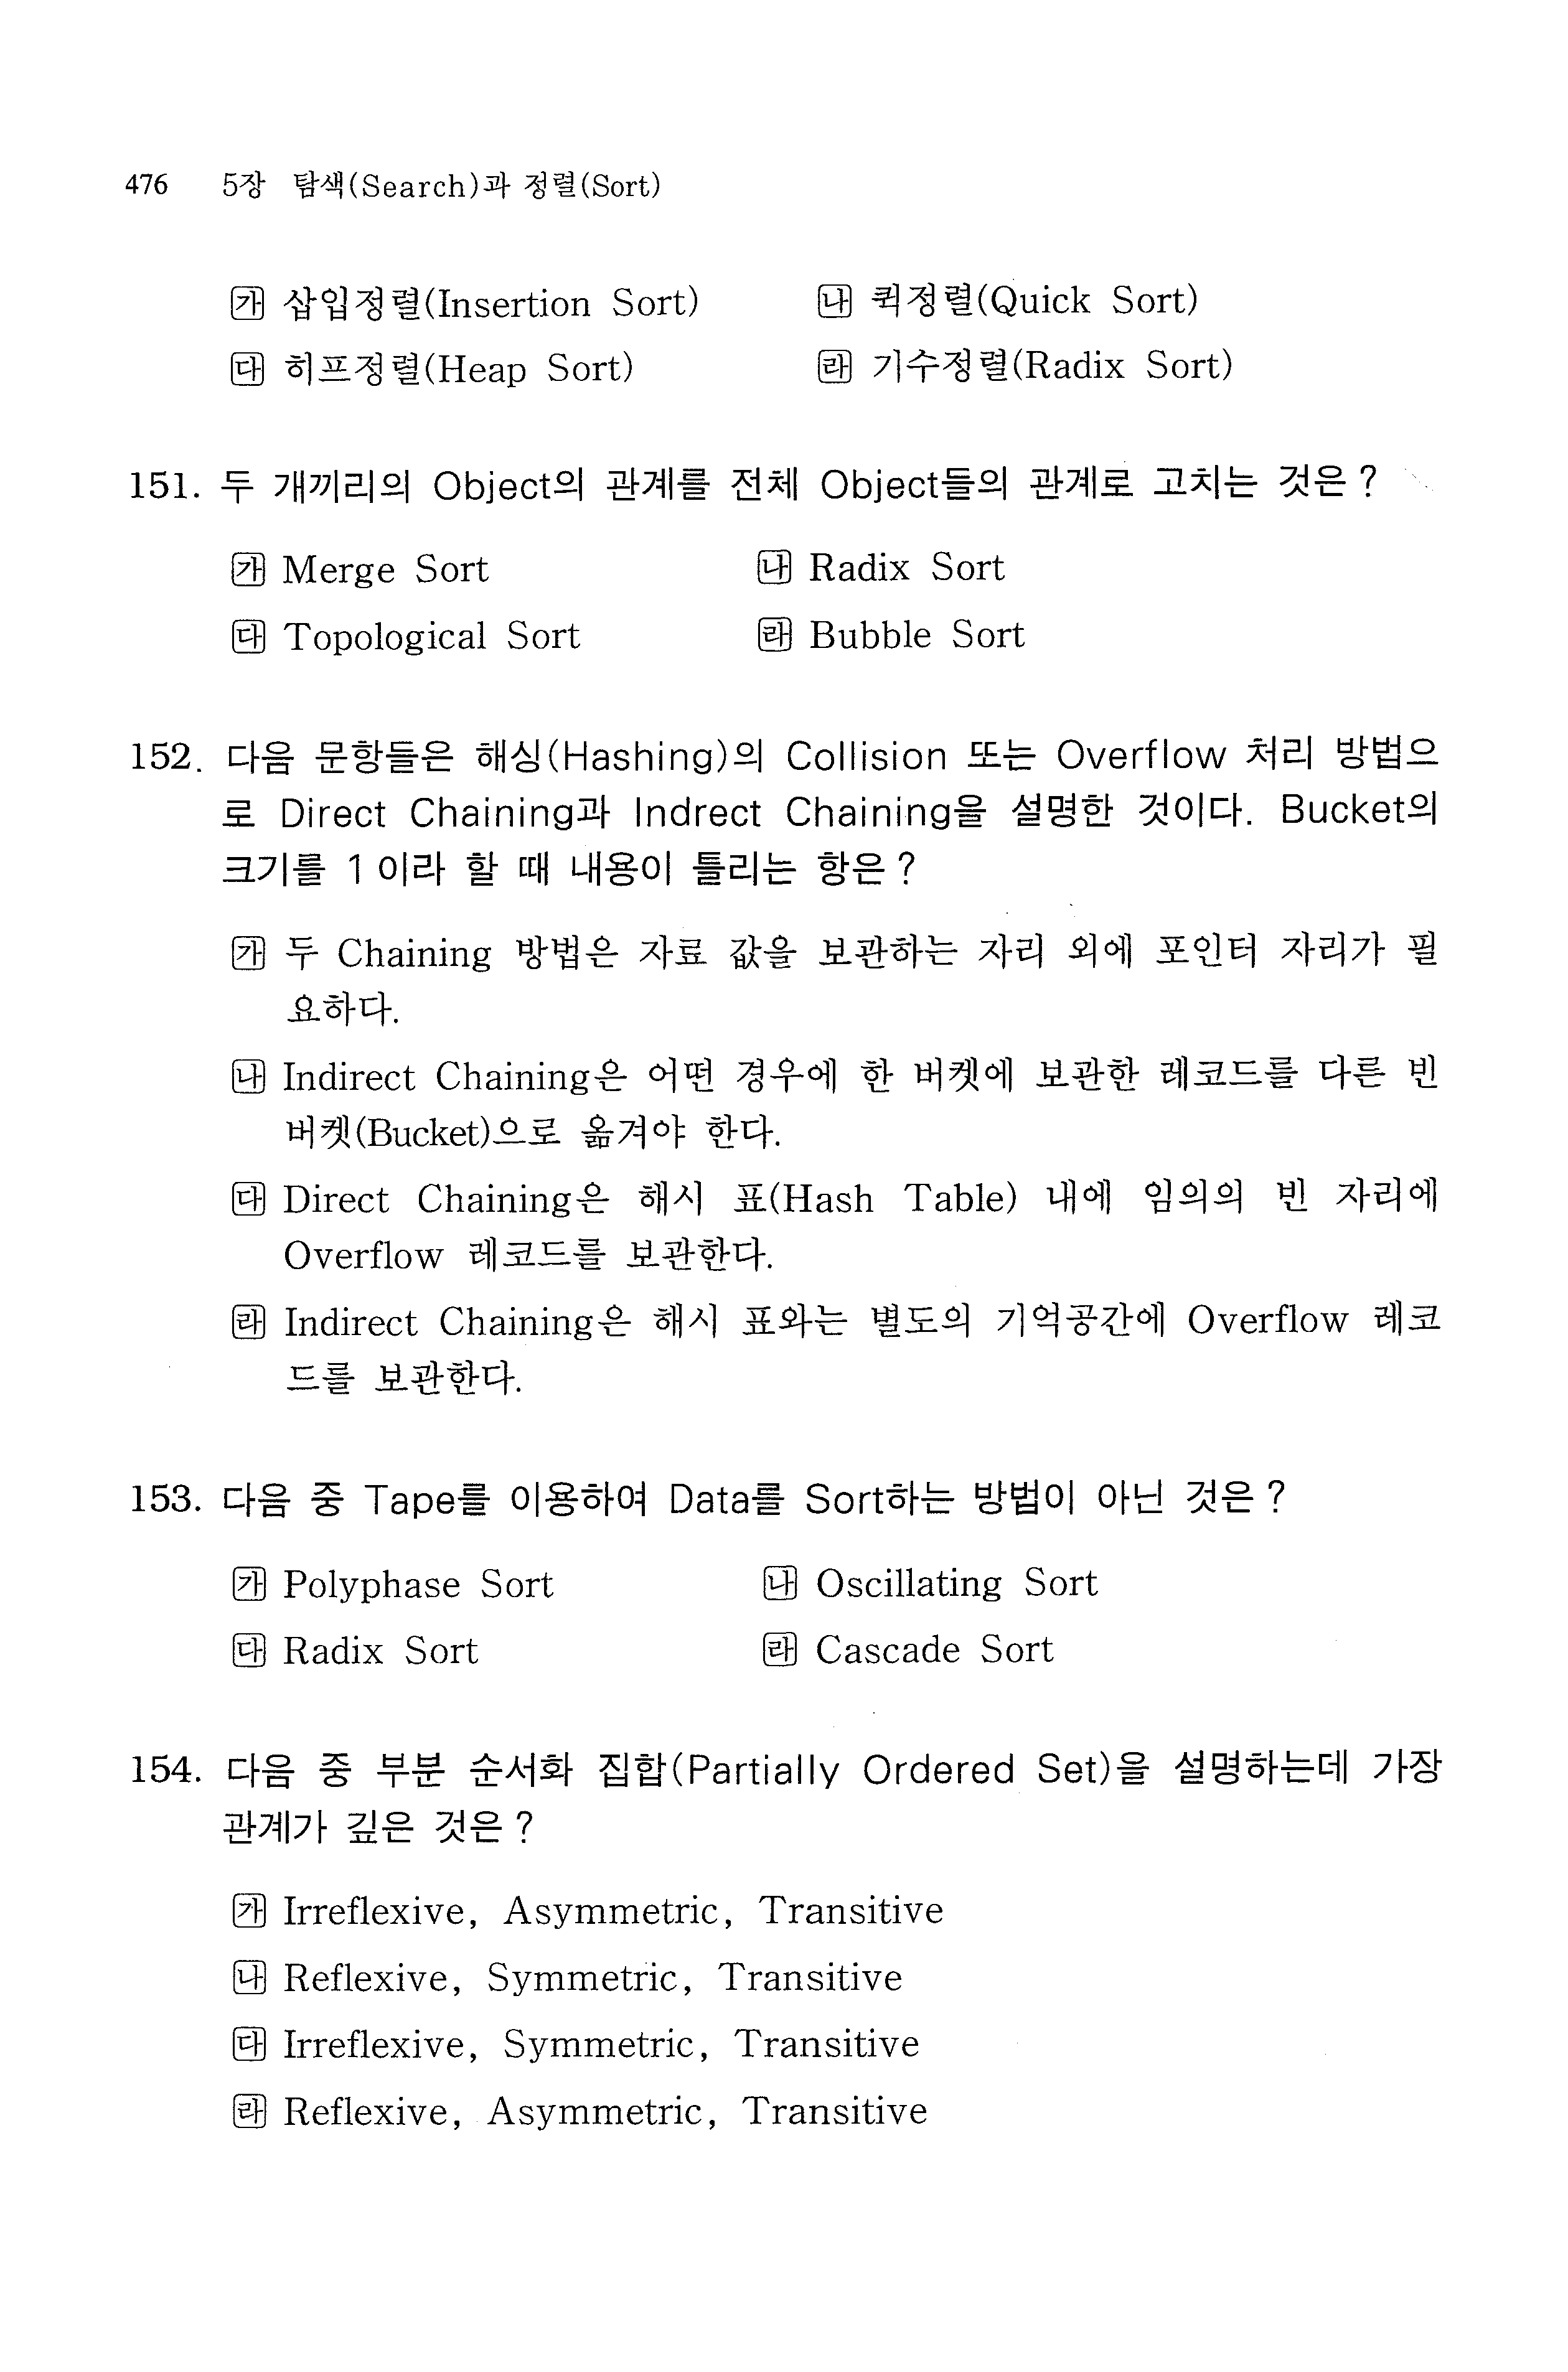 476 5장 탐색(Search)과 정렬(Sort)
㉮ 삽입정렬(Insertion Sort) ㉯ 퀵정렬(Quick Sort)
㉰ 히프정렬(Heap Sort) ㉱ 기수정렬(Radix Sort)
151. 두 개끼리의 Object의 관계를 전체 Object들의 관계로 고치는 것은?
㉮ Merge Sort ㉯ Radix Sort
㉰ Topological Sort ㉱ Bubble Sort
152. 다음 문항들은 해싱(Hashing)의 Collision 또는 Overflow 처리 방법으
로 Direct Chaining과 Indrect Chaining을 설명한 것이다. Bucket의
크기를 1이라 할 때 내용이 틀리는 항은?
㉮ 두 Chaining 방법은 자료 값을 보관하는 자리 외에 포인터 자리가 필
요하다.
㉯ Indirect Chaining은 어떤 경우에 한 버켓에 보관한 레코드를 다른 빈
버켓(Bucket)으로 옮겨야 한다.
㉰ Direct Chaining은 해시 표(Hash Table) 내에 임의의 빈 자리에
Overflow 레코드를 보관한다.
㉱ Indirect Chaining은 해시 표와는 별도의 기억공간에 Overflow 레코
드를 보관한다.
153. 다음 중 Tape를 이용하여 Data를 Sort하는 방법이 아닌 것은?
㉮ Polyphase Sort ㉯ Oscillating Sort
㉰ Radix Sort ㉱ Cascade Sort
154. 다음 중 부분 순서화 집합(Partially Ordered Set)을 설명하는데 가장
관계가 깊은 것은?
㉮ Irreflexive, Asymmetric, Transitive
㉯ Reflexive, Symmetric, Transitive
㉰ Irreflexive, Symmetric, Transitive
㉱ Reflexive, Asymmetric, Transitive